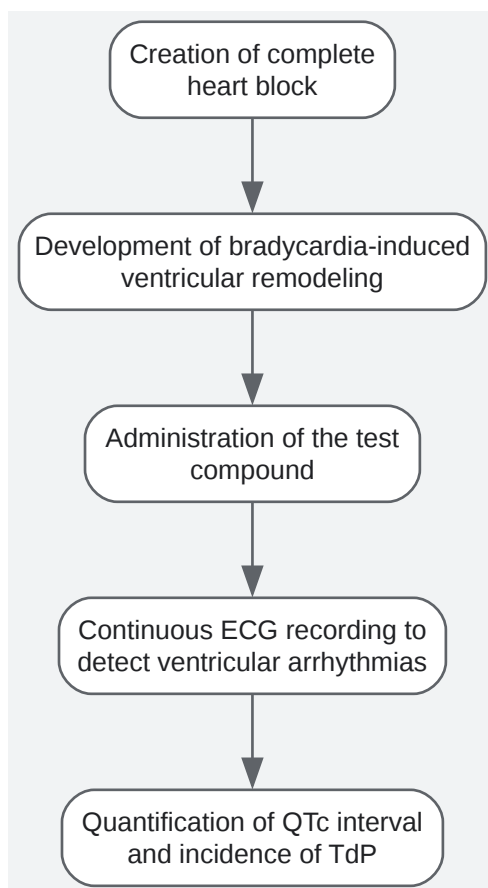 Creation of complete
heart block
Development of bradycardia-induced
ventricular remodeling
Administration of the test
compound
Continuous ECG recording to
detect ventricular arrhythmias
Quantification of QTc interval
and incidence of TdP